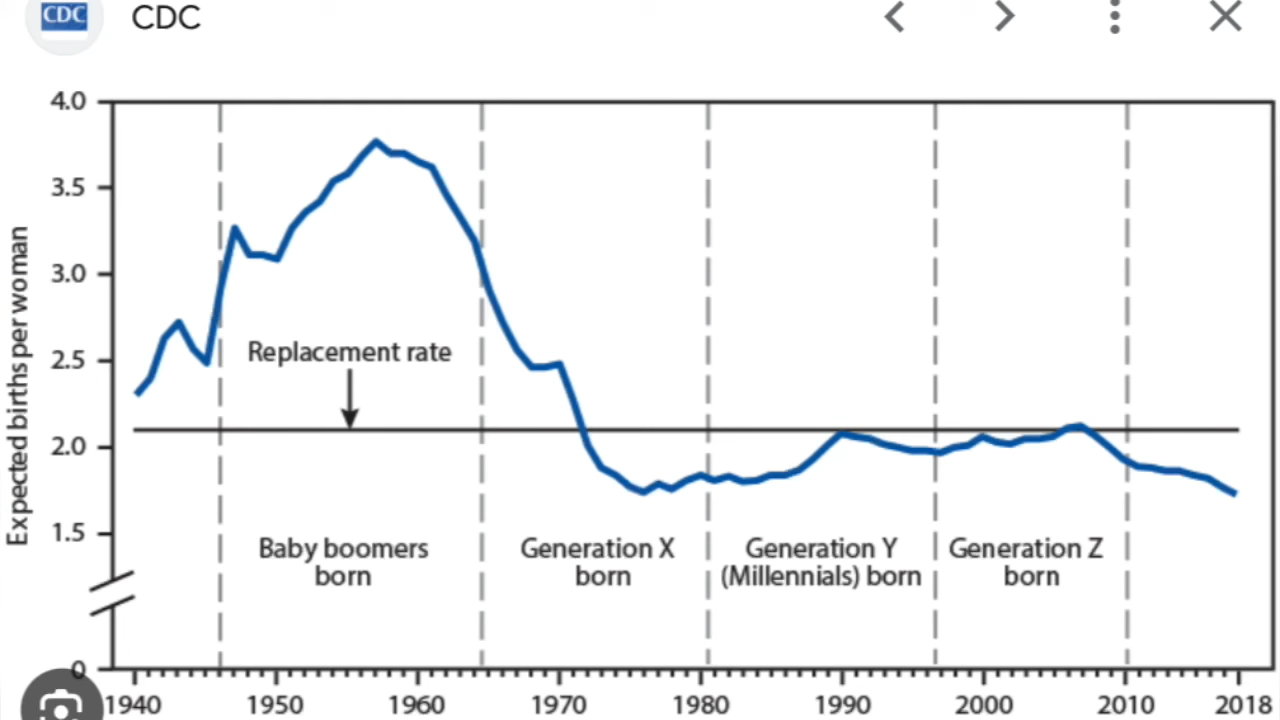 CDC
CDC
4.0
3.5
3.0
2.5
2.0
1.5
0
Expected births per woman
Replacement rate
Baby boomers
born
Generation X
born
Generation Y
(Millennials) born
Generation Z
born
1940 1950 1960 1970 1980 1990 2000 2010 2018